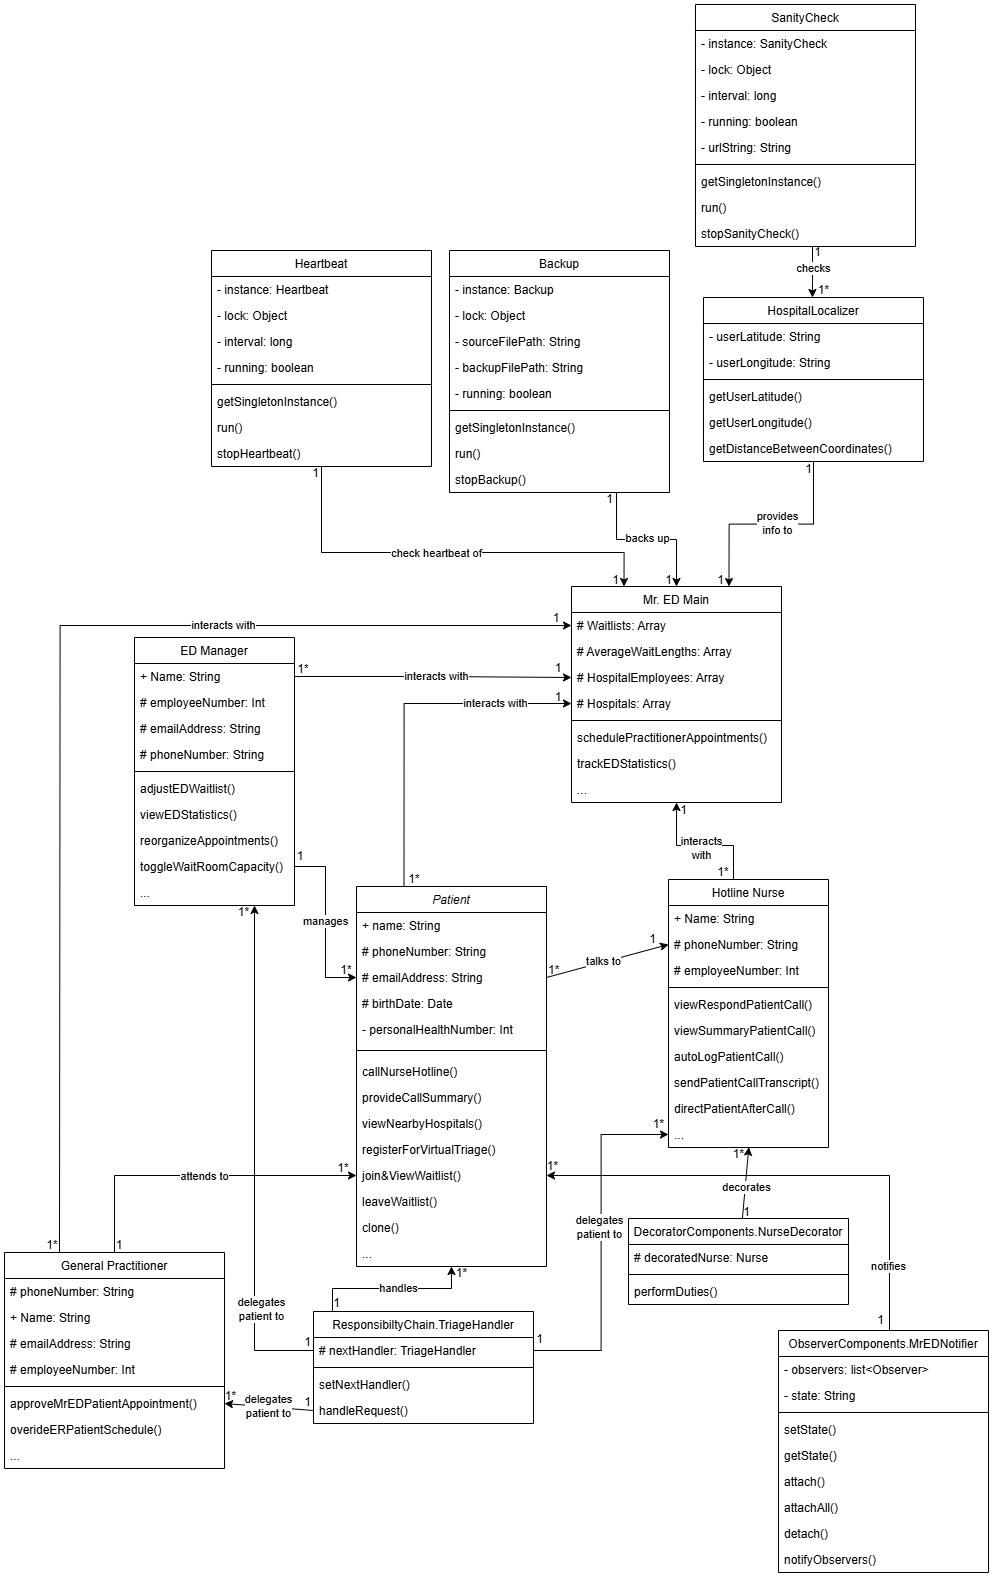 SanityCheck
- instance: SanityCheck
- lock: Object
- interval: long
- running: boolean
- urlString: String
getSingletonInstance()
run()
stopSanityCheck()
1
checks
1*
Heartbeat
- instance: Heartbeat
- lock: Object
- interval: long
- running: boolean
getSingletonInstance()
run()
stopHeartbeat()
1
check heartbeat of
1
Backup
- instance: Backup
- lock: Object
- sourceFilePath: String
- backupFilePath: String
- running: boolean
getSingletonInstance()
run()
stopBackup()
1
backs up
1
HospitalLocalizer
- userLatitude: String
- userLongitude: String
getUserLatitude()
getUserLongitude()
getDistanceBetweenCoordinates()
1
provides
info to
1
Mr. ED Main
# Waitlists: Array
# AverageWaitLengths: Array
# HospitalEmployees: Array
# Hospitals: Array
schedulePractitionerAppointments()
trackEDStatistics()
...
1
interacts with
1
ED Manager
+ Name: String
# employeeNumber: Int
# emailAddress: String
# phoneNumber: String
adjustEDWaitlist()
viewEDStatistics()
reorganizeAppointments()
toggleWaitRoomCapacity()
...
1*
interacts with
1
interacts with
1
1
manages
1*
1*
1*
interacts
with
1*
Patient
+ name: String
# phoneNumber: String
# emailAddress: String
# birthDate: Date
- personalHealthNumber: Int
callNurseHotline()
provideCallSummary()
viewNearbyHospitals()
registerForVirtualTriage()
join&ViewWaitlist()
leaveWaitlist()
clone()
...
1*
talks to
1
Hotline Nurse
+ Name: String
# phoneNumber: String
# employeeNumber: Int
viewRespondPatientCall()
viewSummaryPatientCall()
autoLogPatientCall()
sendPatientCallTranscript()
directPatientAfterCall()
...
1*
1*
decorates
1
attends to
1*
1*
1*
1
General Practitioner
# phoneNumber: String
+ Name: String
# emailAddress: String
# employeeNumber: Int
approveMrEDPatientAppointment()
overideERPatientSchedule()
...
delegates
patient to
1
1*
delegates
patient to
1
1*
handles
1
ResponsibiltyChain.TriageHandler
# nextHandler: TriageHandler
setNextHandler()
handleRequest()
1
delegates
patient to
DecoratorComponents.NurseDecorator
# decoratedNurse: Nurse
performDuties()
notifies
1
ObserverComponents.MrEDNotifier
- observers: list<Observer>
- state: String
setState()
getState()
attach()
attachAll()
detach()
notifyObservers()